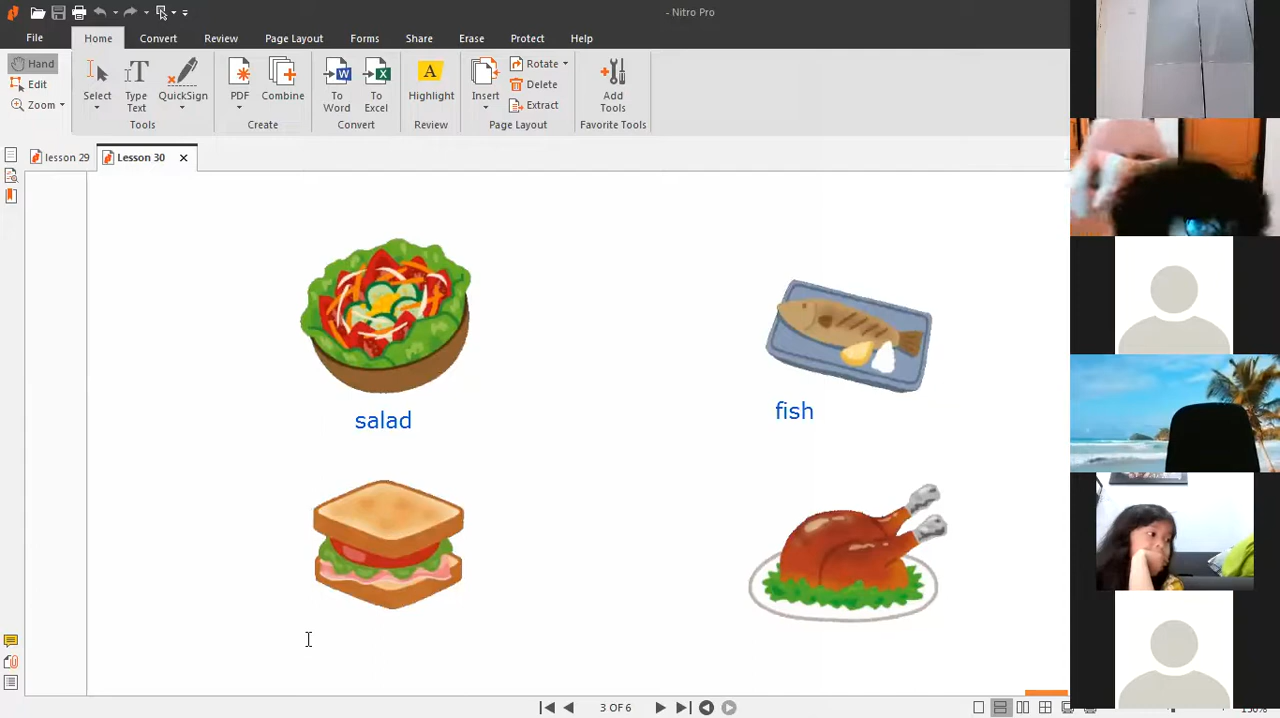 - Nitro Pro
File Home Convert Review Page Layout Forms Share Erase Protect Help
Hand
Edit
Zoom
Select
Type Text
QuickSign
Tools
PDF
Combine
Create
To Word
To Excel
Convert
Highlight
Review
Insert
Rotate
Delete
Extract
Page Layout
Add Tools
Favorite Tools
lesson 29 Lesson 30
salad
fish
3 OF 6